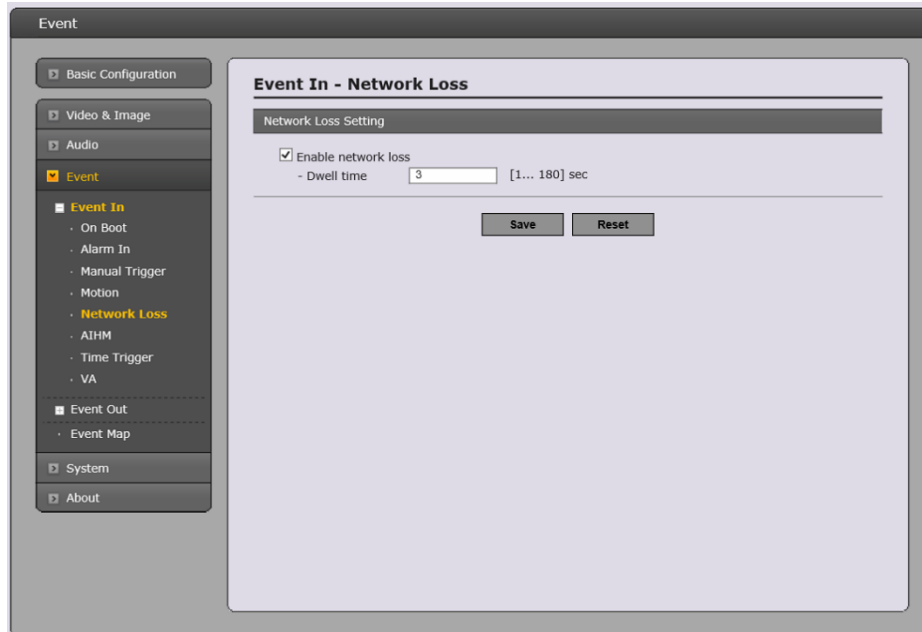 Event
Basic Configuration
Video & Image
Audio
Event
Event In
On Boot
Alarm In
Manual Trigger
Motion
Network Loss
AIHM
Time Trigger
VA
Event Out
Event Map
System
About
Event In - Network Loss
Network Loss Setting
Enable network loss
- Dwell time 3 [1... 180] sec
Save Reset